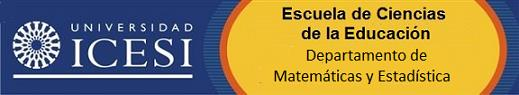 UNIVERSIDAD
ICESI
Escuela de Ciencias
de la Educación
Departamento de
Matemáticas y Estadística